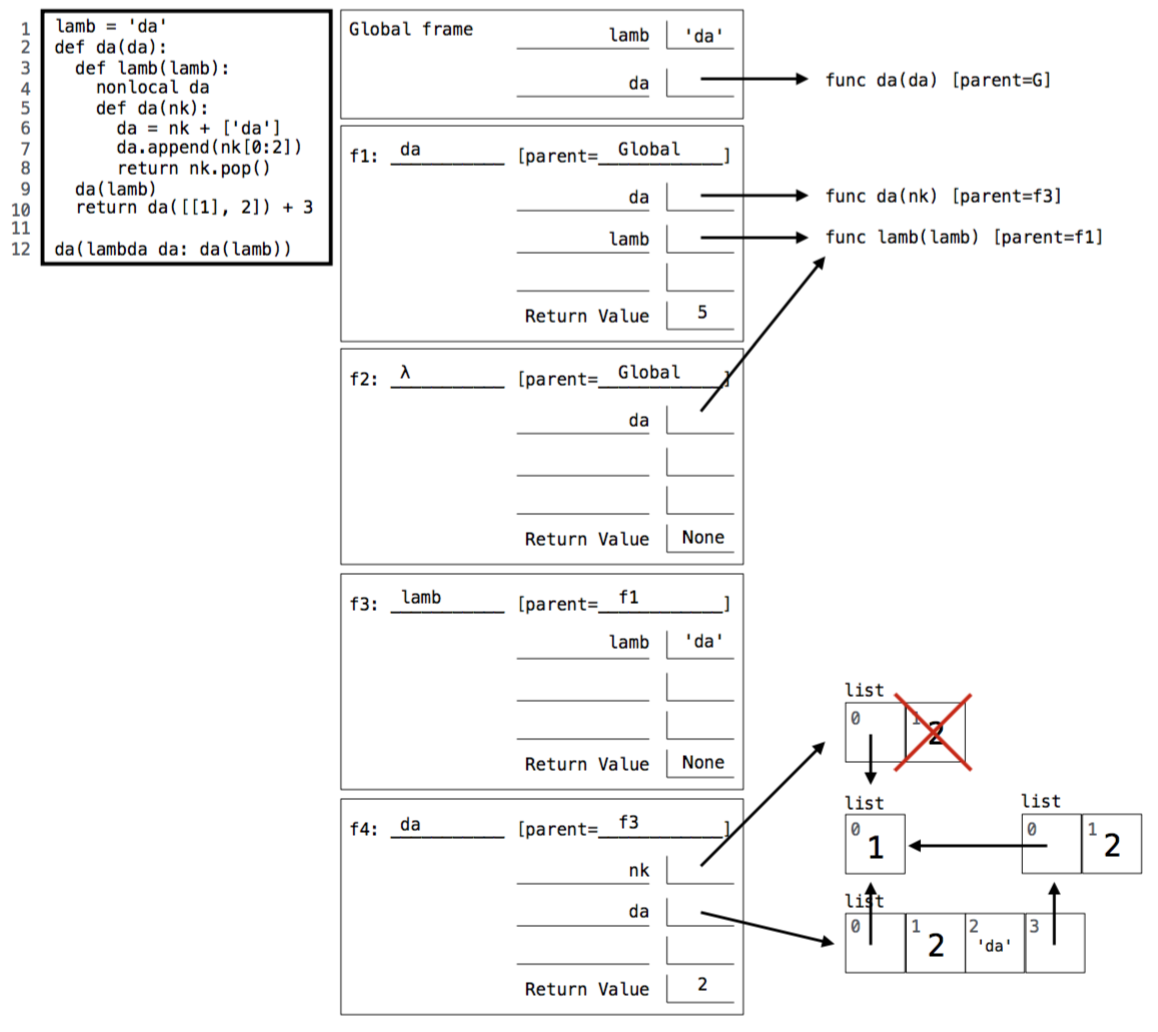 1 lamb = 'da'
2 def da(da):
3   def lamb(lamb):
4     nonlocal da
5     def da(nk):
6       da = nk + ['da']
7       da.append(nk[0:2])
8       return nk.pop()
9   da(lamb)
10   return da([[1], 2]) + 3
11
12 da(lambda da: da(lamb))
Global frame
lamb 'da'
da
func da(da) [parent=G]
f1: da [parent=Global]
da
func da(nk) [parent=f3]
lamb
func lamb(lamb) [parent=f1]
Return Value 5
f2: λ [parent=Global]
da
Return Value None
f3: lamb [parent=f1]
lamb 'da'
Return Value None
f4: da [parent=f3]
nk
da
Return Value 2
list
0 1 2
list
0 1
list
0 1 2
list
0 1 2 2 'da' 3